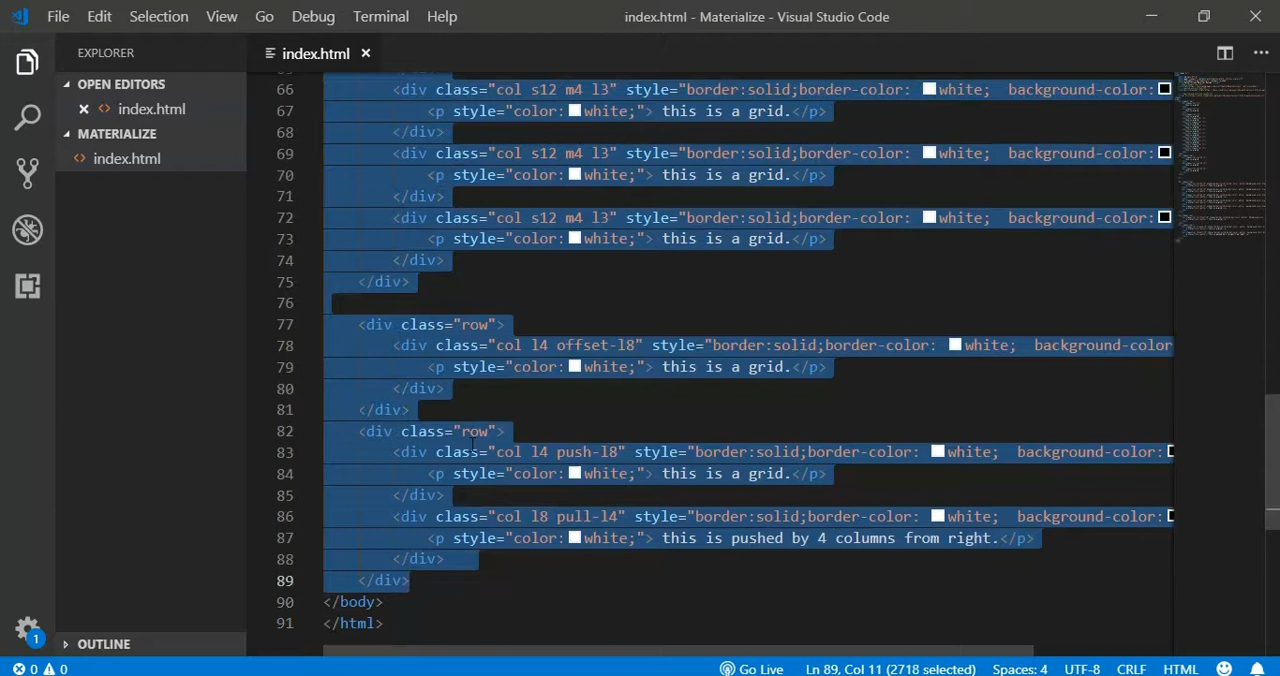 File Edit Selection View Go Debug Terminal Help index.html - Materialize - Visual Studio Code
EXPLORER
index.html
OPEN EDITORS
index.html
MATERIALIZE
index.html
66 <div class="col s12 m4 l3" style="border:solid;border-color: white; background-color:
67 <p style="color: white;"> this is a grid.</p>
68 </div>
69 <div class="col s12 m4 l3" style="border:solid;border-color: white; background-color:
70 <p style="color: white;"> this is a grid.</p>
71 </div>
72 <div class="col s12 m4 l3" style="border:solid;border-color: white; background-color:
73 <p style="color: white;"> this is a grid.</p>
74 </div>
75 </div>
76
77 <div class="row">
78 <div class="col l4 offset-l8" style="border:solid;border-color: white; background-color
79 <p style="color: white;"> this is a grid.</p>
80 </div>
81 </div>
82 <div class="row">
83 <div class="col l4 push-l8" style="border:solid;border-color: white; background-color:
84 <p style="color: white;"> this is a grid.</p>
85 </div>
86 <div class="col l8 pull-l4" style="border:solid;border-color: white; background-color:
87 <p style="color: white;"> this is pushed by 4 columns from right.</p>
88 </div>
89 </div>
90 </body>
91 </html>
1
OUTLINE
0 0 Go Live Ln 89, Col 11 (2718 selected) Spaces: 4 UTF-8 CRLF HTML